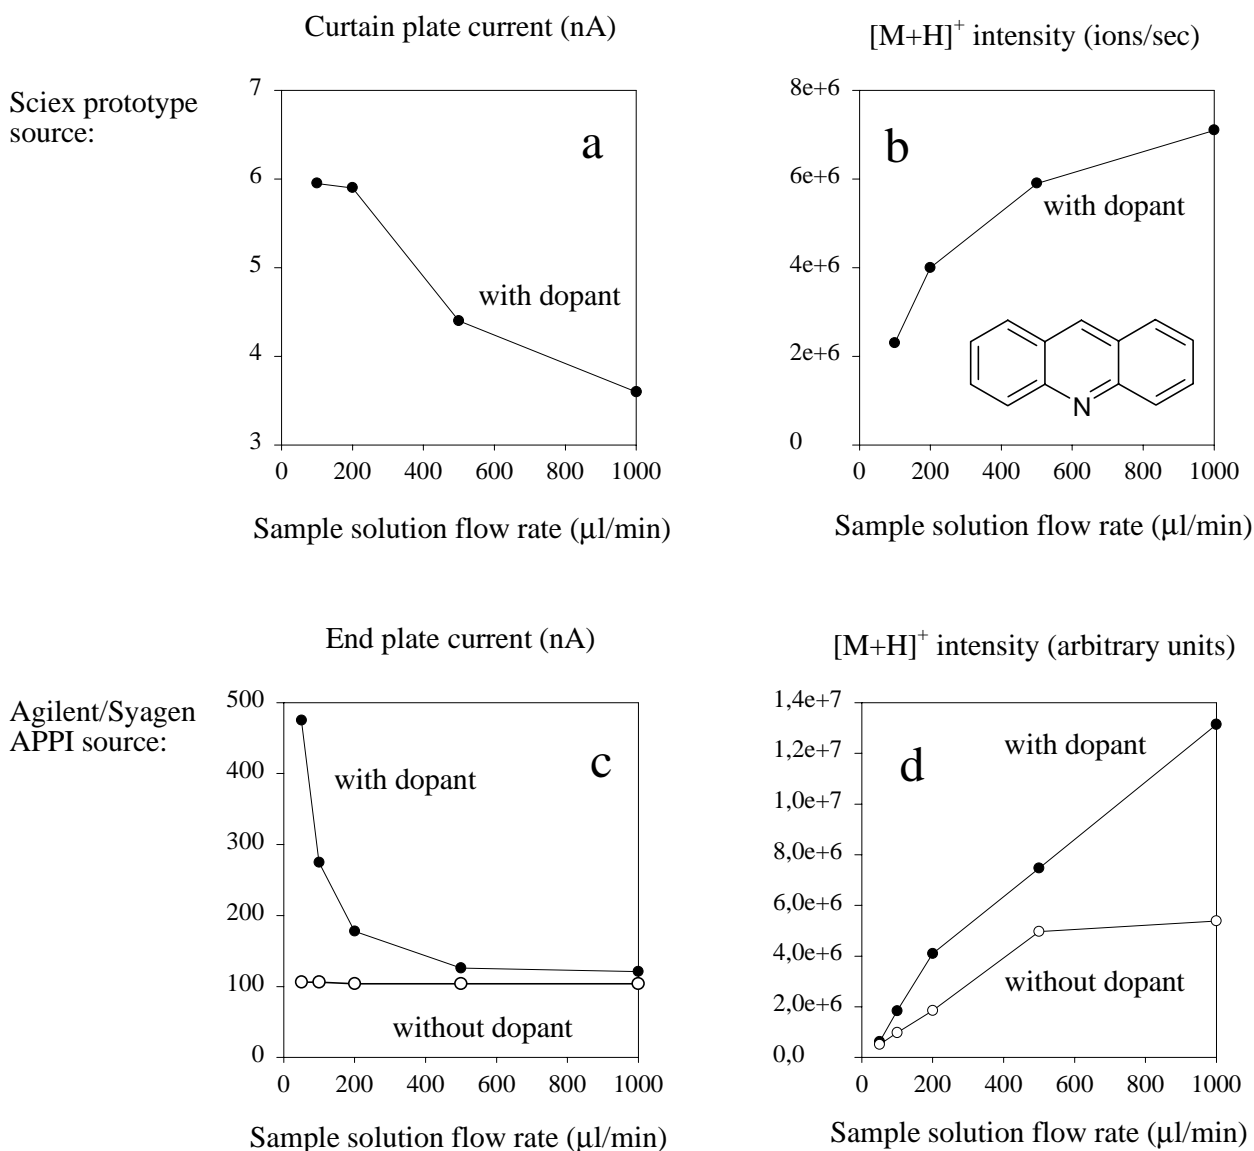 Curtain plate current (nA)
[M+H]+ intensity (ions/sec)
Sciex prototype
source:
7
6
5
4
3
a
with dopant
0 200 400 600 800 1000
Sample solution flow rate (μl/min)
8e+6
6e+6
4e+6
2e+6
0
b
with dopant
N
0 200 400 600 800 1000
Sample solution flow rate (μl/min)
End plate current (nA)
[M+H]+ intensity (arbitrary units)
Agilent/Syagen
APPI source:
500
400
300
200
100
0
c
with dopant
without dopant
0 200 400 600 800 1000
Sample solution flow rate (μl/min)
1,4e+7
1,2e+7
1,0e+7
8,0e+6
6,0e+6
4,0e+6
2,0e+6
0,0
with dopant
d
without dopant
0 200 400 600 800 1000
Sample solution flow rate (μl/min)